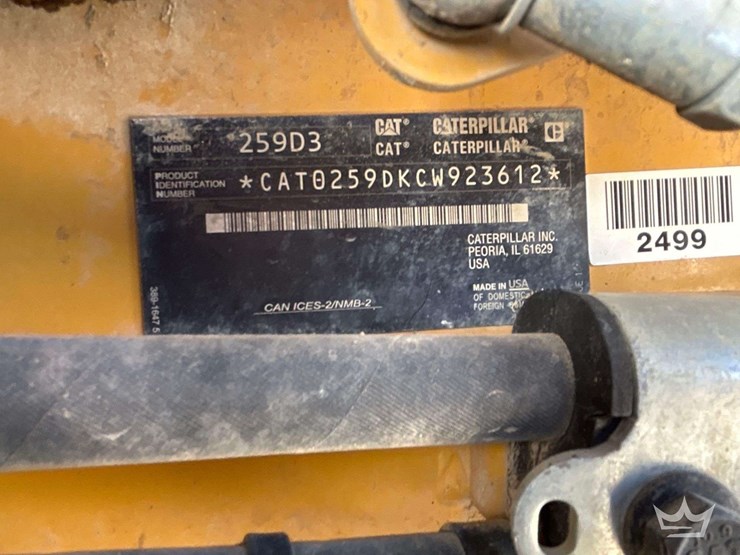 MODEL
NUMBER
259D3
CAT® CATERPILLAR
CAT® CATERPILLAR®
PRODUCT
IDENTIFICATION
NUMBER
*CAT0259DKCW923612*
CATERPILLAR INC.
PEORIA, IL 61629
USA
MADE IN USA
OF DOMESTIC
FOREIGN
CAN ICES-2/NMB-2
2499